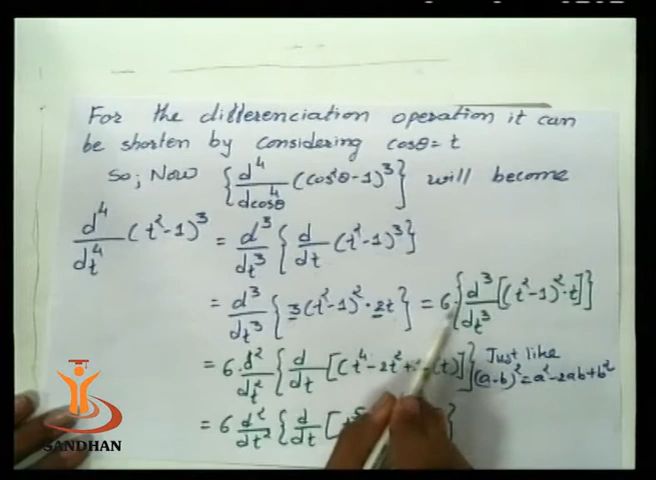 For the differenciation operation it can
be shorten by considering cosθ = t
So; Now {d⁴/dcosθ⁴ (cos²θ-1)³} will become
d⁴/dt⁴ (t²-1)³ = d³/dt³ {d/dt (t²-1)³}
= d³/dt³ {3(t²-1)²·2t} = 6·{d³/dt³ [(t²-1)²·t]}
= 6·d²/dt² {d/dt [(t⁴-2t²+ t)]} Just like
(a-b)² = a²-2ab+b²
= 6 d²/dt² {d/dt [t⁵ }
SANDHAN